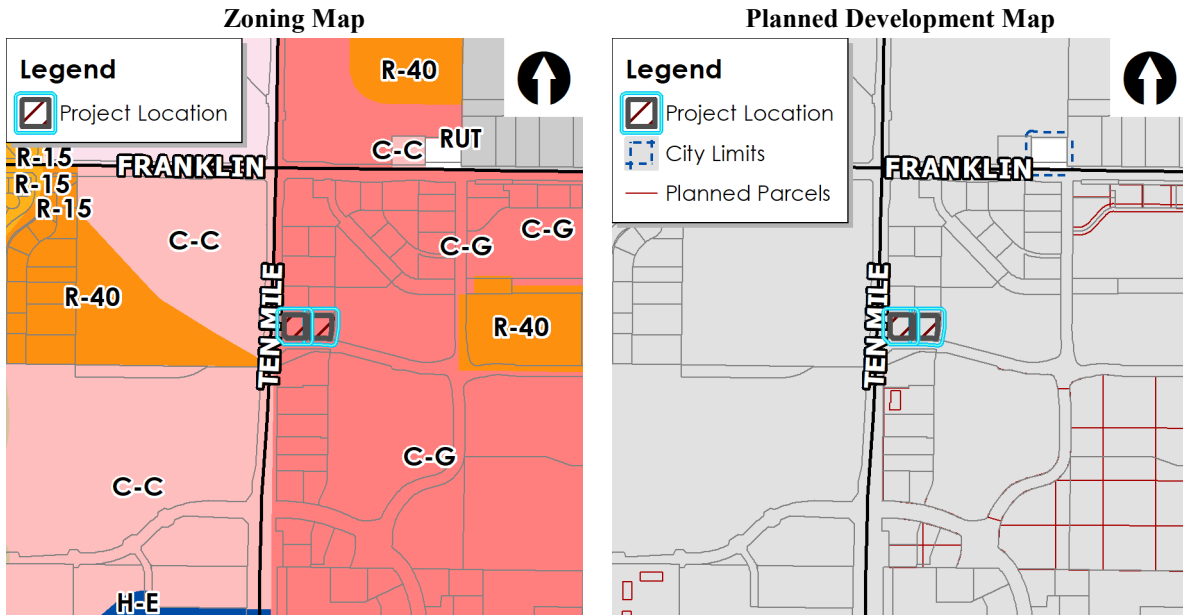 Zoning Map
Legend
Project Location
R-40
RUT
C-C
R-15
FRANKLIN
R-15
R-15
C-C
C-G
C-G
TEN MILE
R-40
R-40
C-G
C-C
H-E
Planned Development Map
Legend
Project Location
City Limits
Planned Parcels
FRANKLIN
TEN MILE